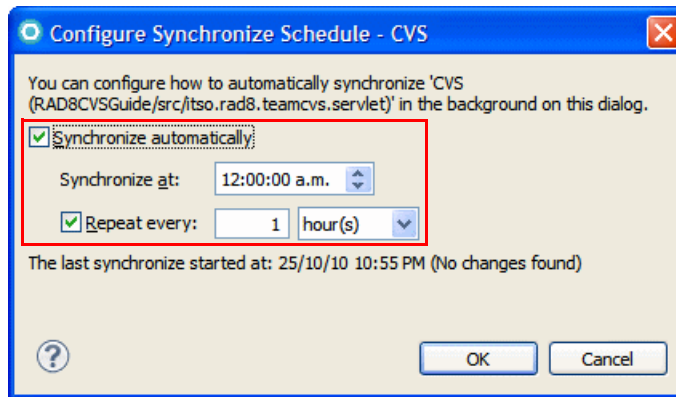 Configure Synchronize Schedule - CVS
You can configure how to automatically synchronize 'CVS
(RAD8CVSGuide/src/itso.rad8.teamcvs.servlet)' in the background on this dialog.
Synchronize automatically
Synchronize at: 12:00:00 a.m.
Repeat every: 1 hour(s)
The last synchronize started at: 25/10/10 10:55 PM (No changes found)
? OK Cancel